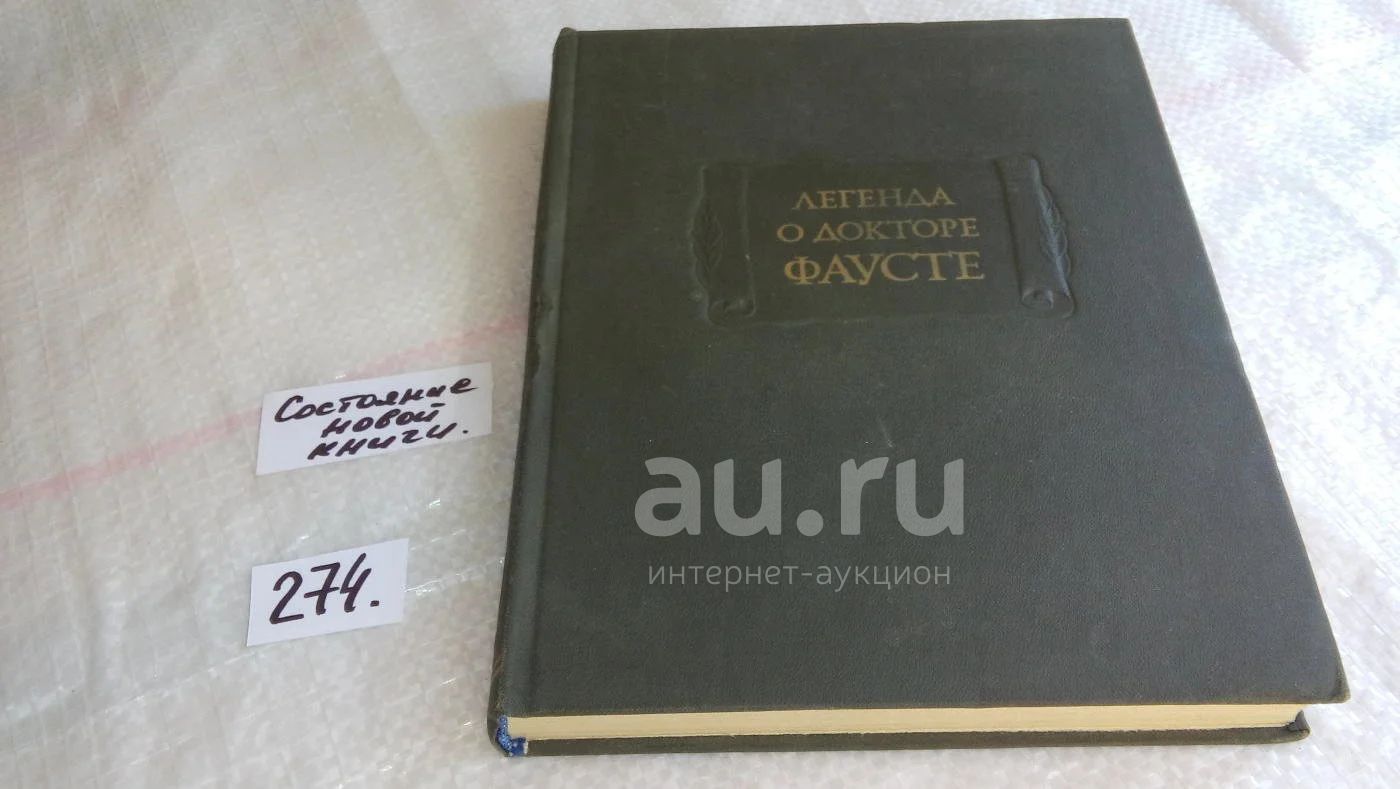 ЛЕГЕНДА
О ДОКТОРЕ
ФАУСТЕ
Состояние
новой
книги.
274.
au.ru
интернет-аукцион